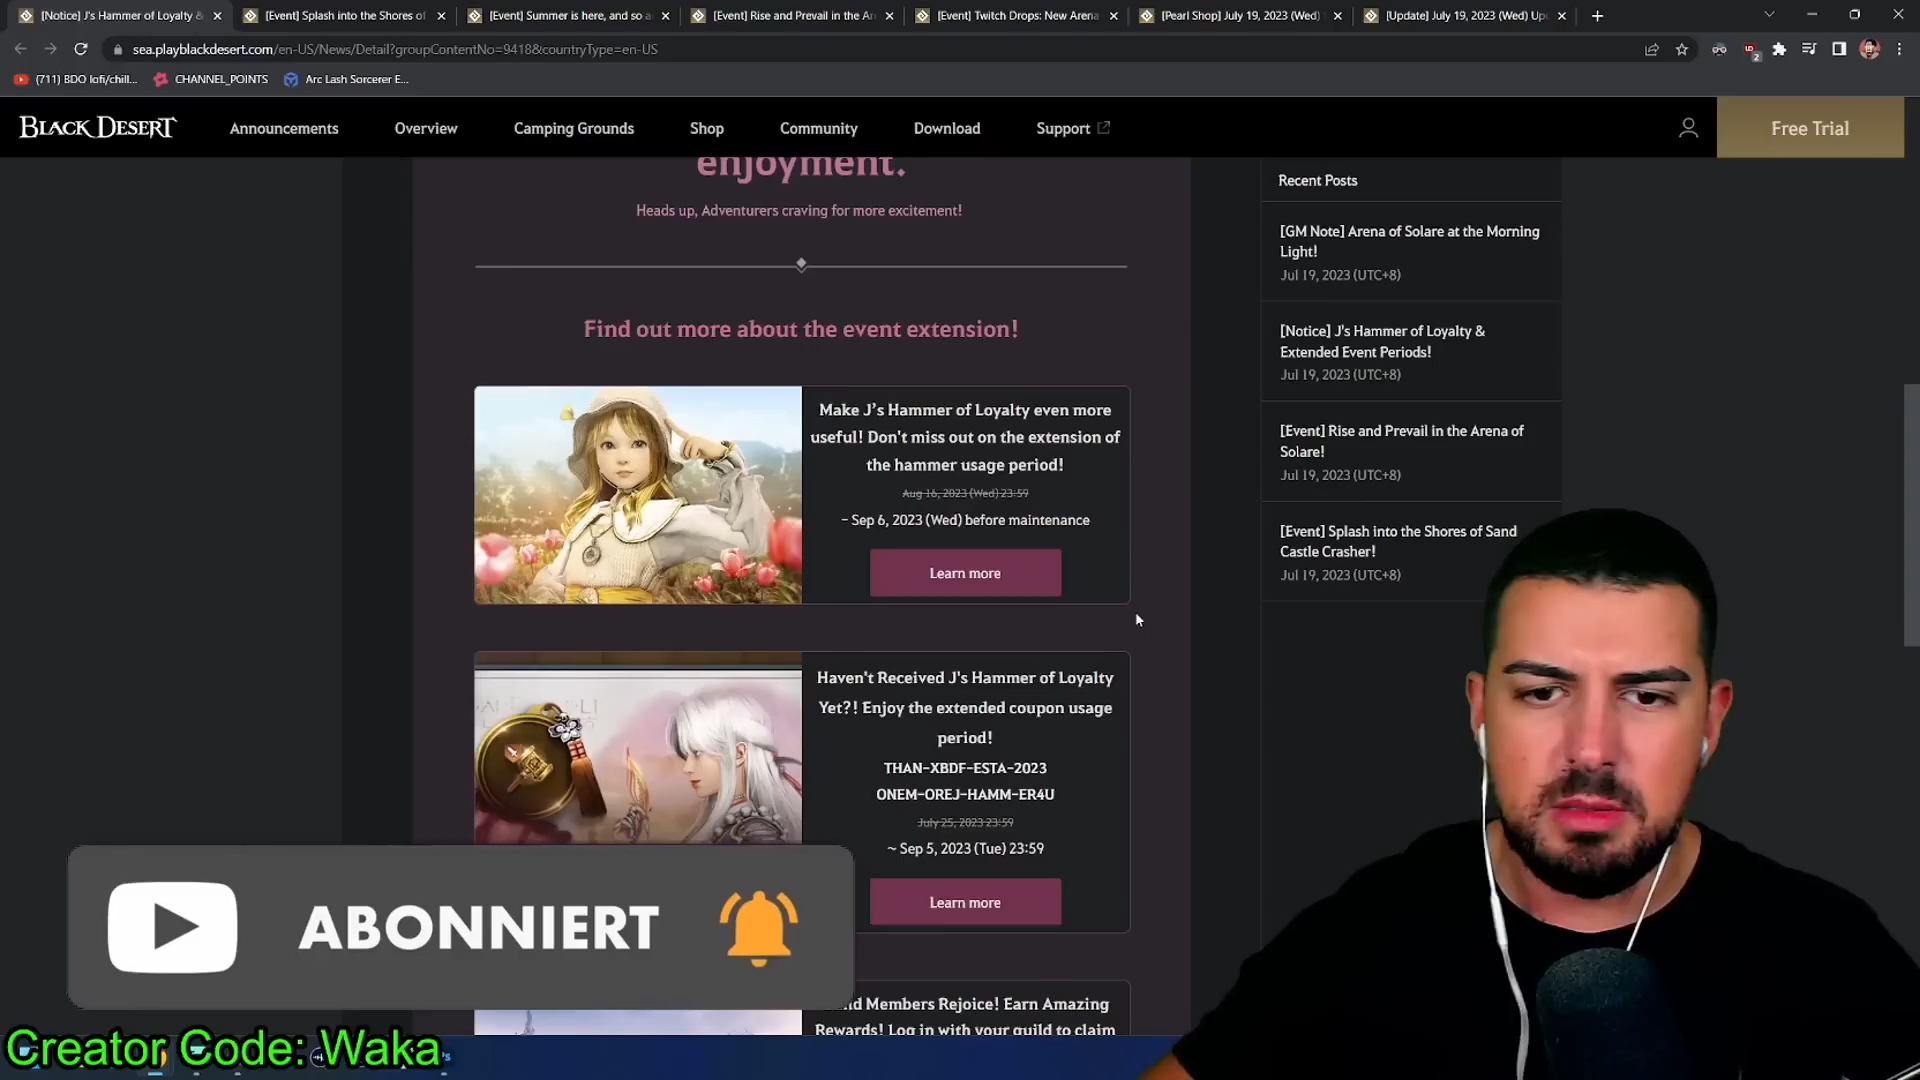 [Notice] J's Hammer of Loyalty &
[Event] Splash into the Shores of
[Event] Summer is here, and so a
[Event] Rise and Prevail in the Ar
[Event] Twitch Drops: New Arena
[Pearl Shop] July 19, 2023 (Wed)
[Update] July 19, 2023 (Wed) Up
sea.playblackdesert.com/en-US/News/Detail?groupContentNo=9418&countryType=en-US
2
(711) BDO lofi/chill...
CHANNEL_POINTS
Arc Lash Sorcerer E...
BLACK DESERT
Announcements
Overview
Camping Grounds
Shop
Community
Download
Support
Free Trial
enjoyment.
Heads up, Adventurers craving for more excitement!
Find out more about the event extension!
Make J's Hammer of Loyalty even more
useful! Don't miss out on the extension of
the hammer usage period!
Aug 16, 2023 (Wed) 23:59
~ Sep 6, 2023 (Wed) before maintenance
Learn more
Haven't Received J's Hammer of Loyalty
Yet?! Enjoy the extended coupon usage
period!
THAN-XBDF-ESTA-2023
ONEM-OREJ-HAMM-ER4U
July 25, 2023 23:59
~ Sep 5, 2023 (Tue) 23:59
Learn more
Members Rejoice! Earn Amazing
Rewards! Log in with your guild to claim
Recent Posts
[GM Note] Arena of Solare at the Morning
Light!
Jul 19, 2023 (UTC+8)
[Notice] J's Hammer of Loyalty &
Extended Event Periods!
Jul 19, 2023 (UTC+8)
[Event] Rise and Prevail in the Arena of
Solare!
Jul 19, 2023 (UTC+8)
[Event] Splash into the Shores of Sand
Castle Crasher!
Jul 19, 2023 (UTC+8)
ABONNIERT
Creator Code: Waka